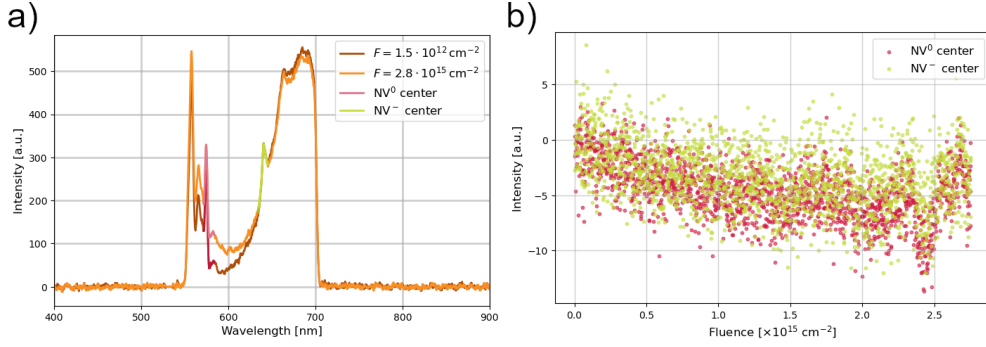 a)
500
400
300
200
100
0
400
500
600
700
800
900
Intensity [a.u.]
Wavelength [nm]
F = 1.5 · 10¹² cm⁻²
F = 2.8 · 10¹⁵ cm⁻²
NV⁰ center
NV⁻ center
b)
5
0
−5
−10
0.0
0.5
1.0
1.5
2.0
2.5
Intensity [a.u.]
Fluence [×10¹⁵ cm⁻²]
NV⁰ center
NV⁻ center